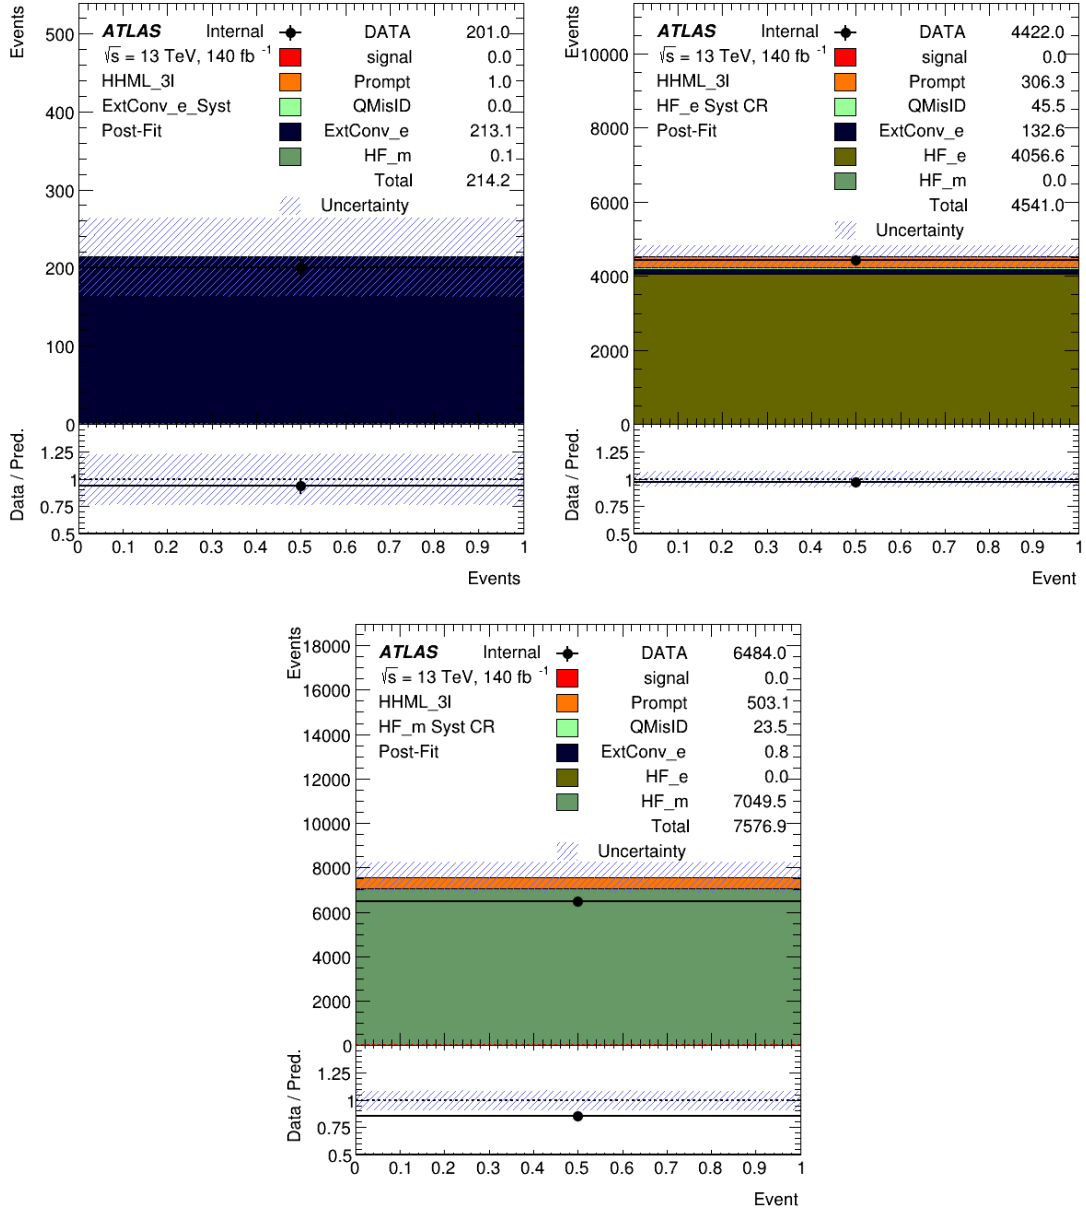 Events
500
400
300
200
100
0
ATLAS Internal
√s = 13 TeV, 140 fb⁻¹
HHML_3l
ExtConv_e_Syst
Post-Fit
DATA 201.0
signal 0.0
Prompt 1.0
QMisID 0.0
ExtConv_e 213.1
HF_m 0.1
Total 214.2
Uncertainty
Data / Pred.
1.25
1
0.75
0.5
0 0.1 0.2 0.3 0.4 0.5 0.6 0.7 0.8 0.9 1
Events
Events
10000
8000
6000
4000
2000
0
ATLAS Internal
√s = 13 TeV, 140 fb⁻¹
HHML_3l
HF_e Syst CR
Post-Fit
DATA 4422.0
signal 0.0
Prompt 306.3
QMisID 45.5
ExtConv_e 132.6
HF_e 4056.6
HF_m 0.0
Total 4541.0
Uncertainty
Data / Pred.
1.25
1
0.75
0.5
0 0.1 0.2 0.3 0.4 0.5 0.6 0.7 0.8 0.9 1
Event
Events
18000
16000
14000
12000
10000
8000
6000
4000
2000
0
ATLAS Internal
√s = 13 TeV, 140 fb⁻¹
HHML_3l
HF_m Syst CR
Post-Fit
DATA 6484.0
signal 0.0
Prompt 503.1
QMisID 23.5
ExtConv_e 0.8
HF_e 0.0
HF_m 7049.5
Total 7576.9
Uncertainty
Data / Pred.
1.25
1
0.75
0.5
0 0.1 0.2 0.3 0.4 0.5 0.6 0.7 0.8 0.9 1
Event